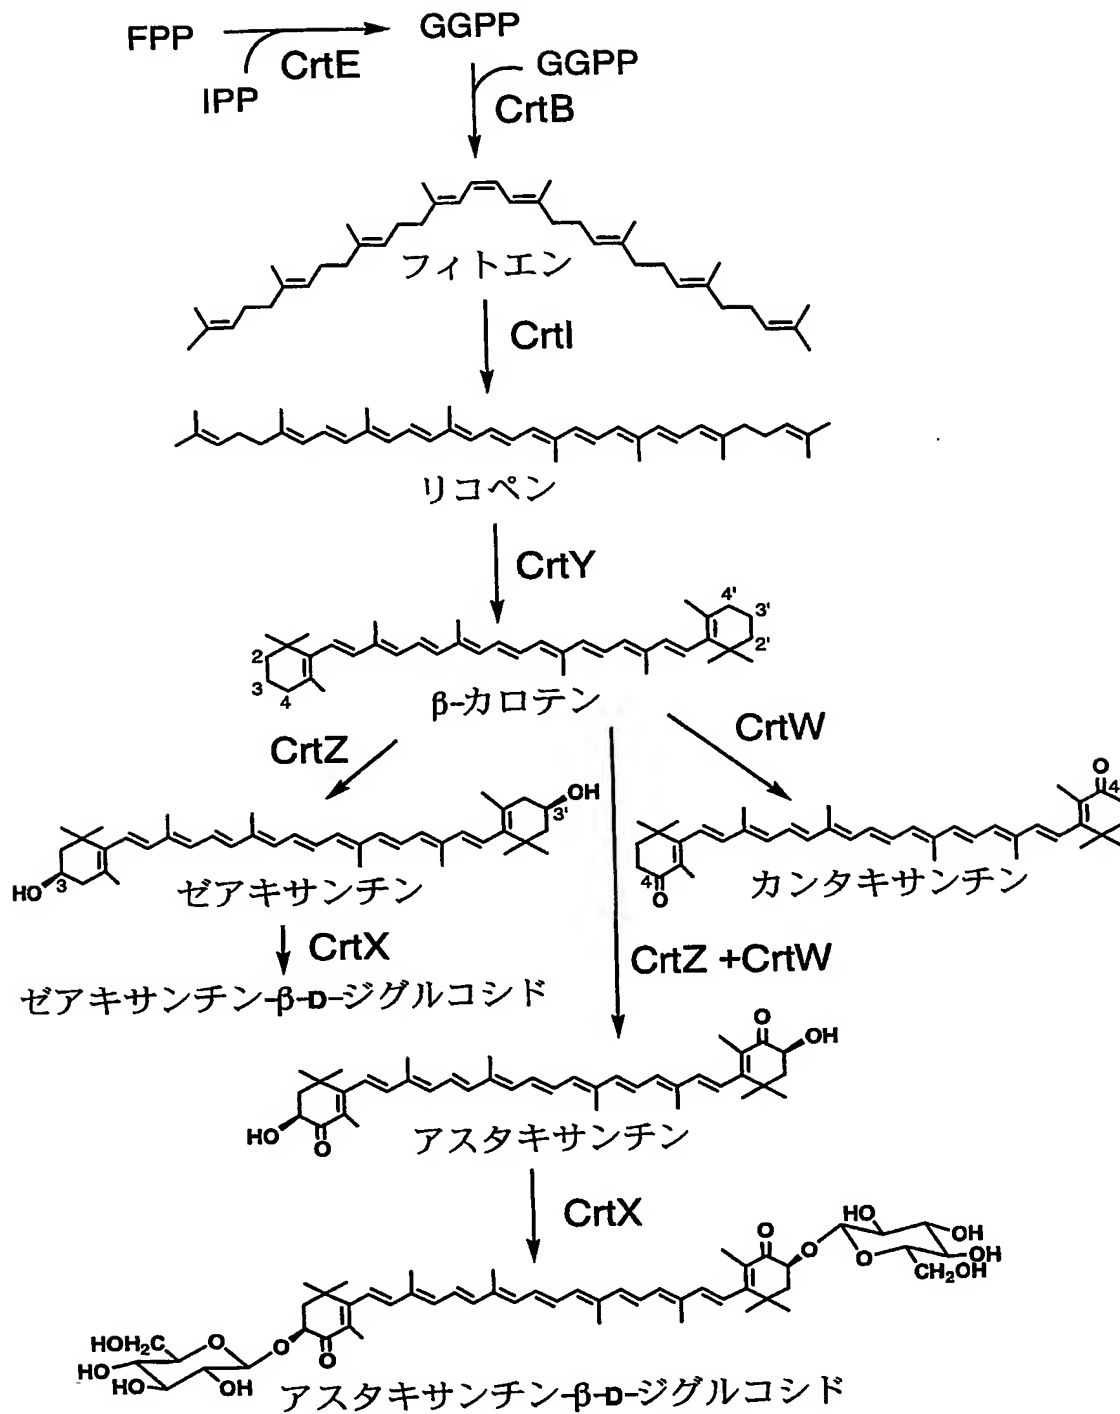 FPP
GGPP
CrtE
IPP
GGPP
CrtB
フィトエン
CrtI
リコペン
CrtY
4'
3'
2'
2
3
4
β-カロテン
CrtZ
CrtW
OH
3'
HO
3
ゼアキサンチン
O
4
4
O
カンタキサンチン
CrtX
CrtZ +CrtW
ゼアキサンチン-β-D-ジグルコシド
O
OH
HO
O
アスタキサンチン
CrtX
HO
HO
O
O
O
OH
OH
CH2OH
HOH2C
O
O
O
HO
HO
OH
アスタキサンチン-β-D-ジグルコシド